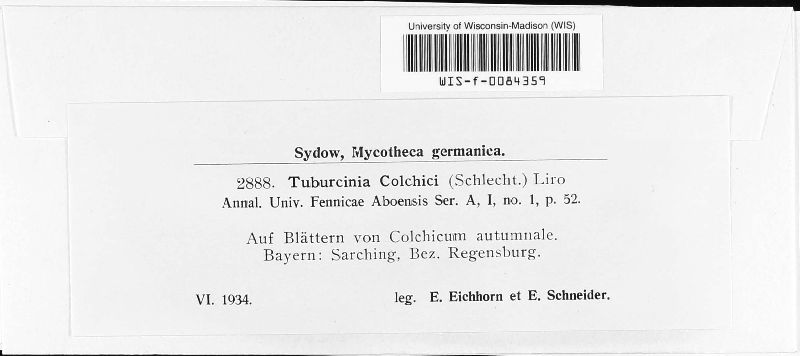 University of Wisconsin-Madison (WIS)
WIS-f-0084359
Sydow, Mycotheca germanica.
2888. Tuburcinia Colchici (Schlecht.) Liro
Annal. Univ. Fennicae Aboensis Ser. A, I, no. 1, p. 52.
Auf Blättern von Colchicum autumnale.
Bayern: Sarching, Bez. Regensburg.
VI. 1934. leg. E. Eichhorn et E. Schneider.